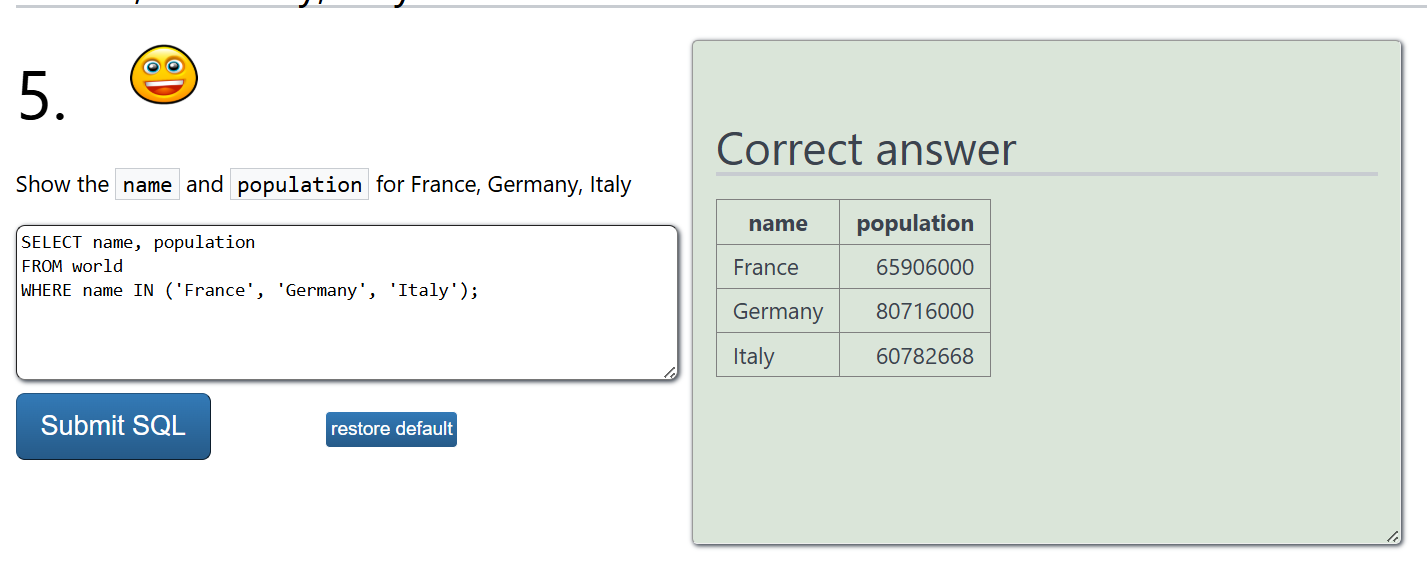 5.
Show the name and population for France, Germany, Italy
SELECT name, population
FROM world
WHERE name IN ('France', 'Germany', 'Italy');
Submit SQL
restore default
Correct answer
name population
France 65906000
Germany 80716000
Italy 60782668